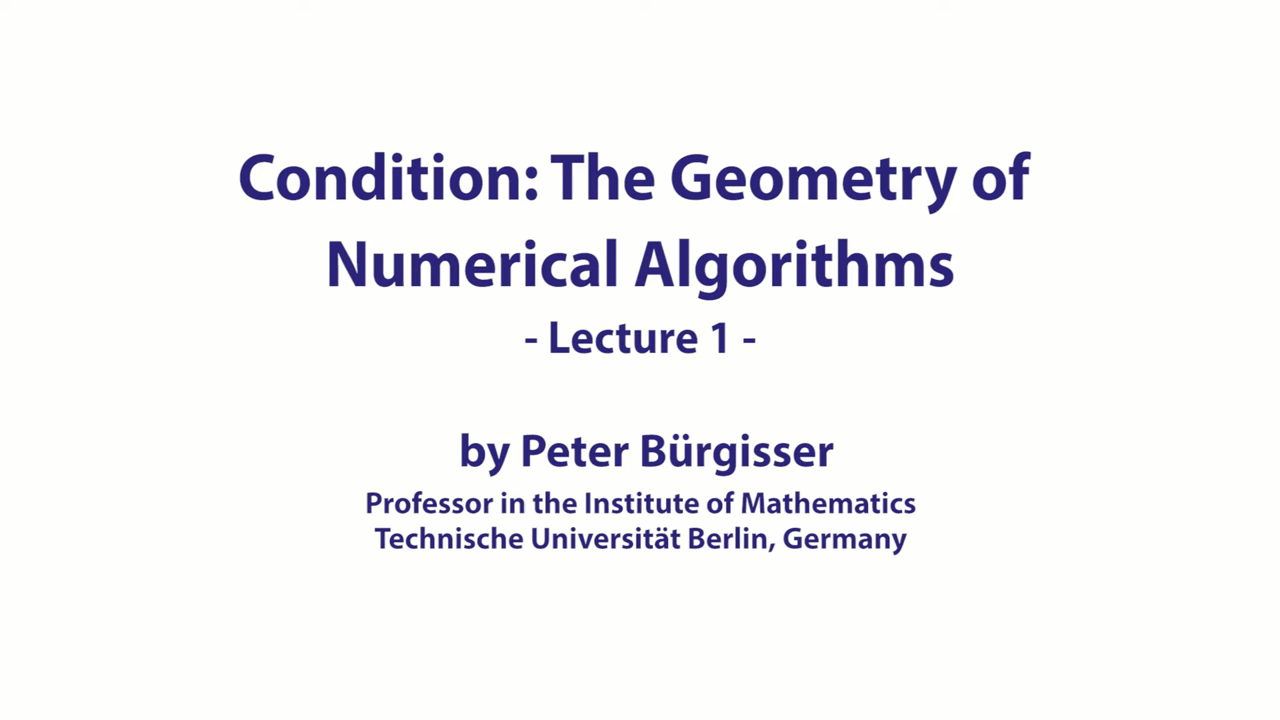 Condition: The Geometry of
Numerical Algorithms
- Lecture 1 -
by Peter Bürgisser
Professor in the Institute of Mathematics
Technische Universität Berlin, Germany